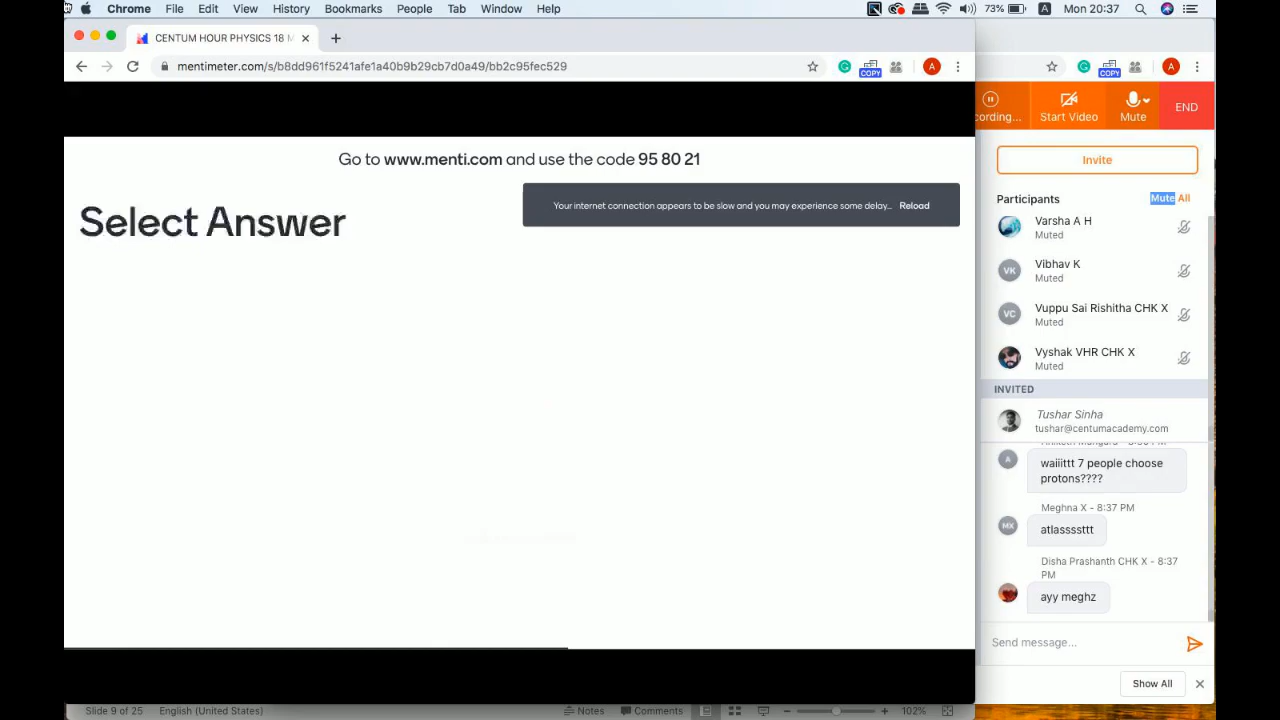 Chrome File Edit View History Bookmarks People Tab Window Help
73% A Mon 20:37
CENTUM HOUR PHYSICS 18 M
mentimeter.com/s/b8dd961f5241afe1a40b9b29cb7d0a49/bb2c95fec529
COPY
A
COPY
A
Go to www.menti.com and use the code 95 80 21
Your internet connection appears to be slow and you may experience some delay... Reload
Select Answer
cording...
Start Video
Mute
END
Invite
Participants
Mute All
Varsha A H
Muted
VK
Vibhav K
Muted
VC
Vuppu Sai Rishitha CHK X
Muted
Vyshak VHR CHK X
Muted
INVITED
Tushar Sinha
tushar@centumacademy.com
A
waiiittt 7 people choose
protons????
Meghna X - 8:37 PM
MX
atlasssssttt
Disha Prashanth CHK X - 8:37
PM
ayy meghz
Send message...
Show All
Slide 9 of 25
English (United States)
Notes
Comments
102%